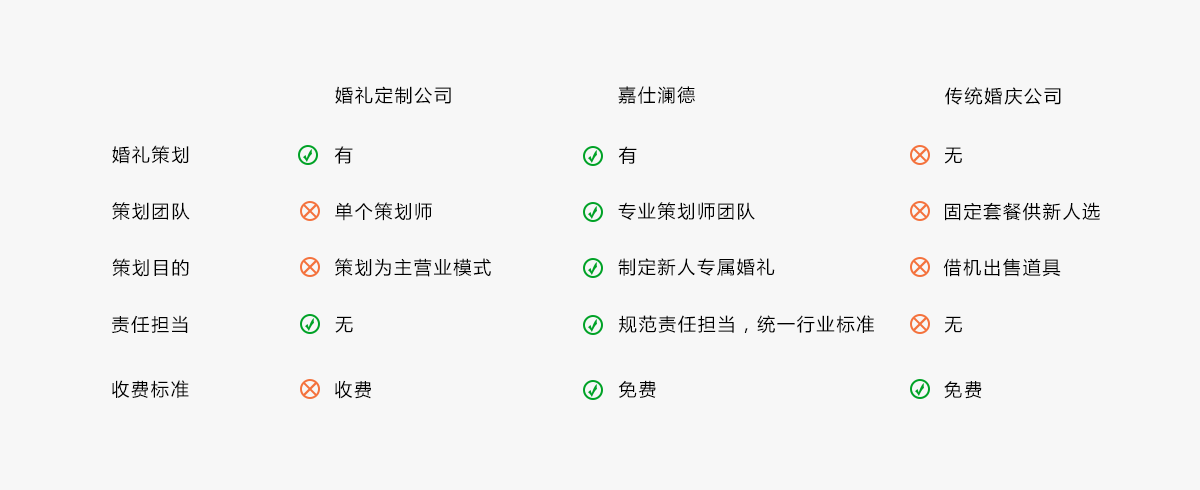 婚礼定制公司 嘉仕澜德 传统婚庆公司
婚礼策划 有 有 无
策划团队 单个策划师 专业策划师团队 固定套餐供新人选
策划目的 策划为主营业模式 制定新人专属婚礼 借机出售道具
责任担当 无 规范责任担当，统一行业标准 无
收费标准 收费 免费 免费